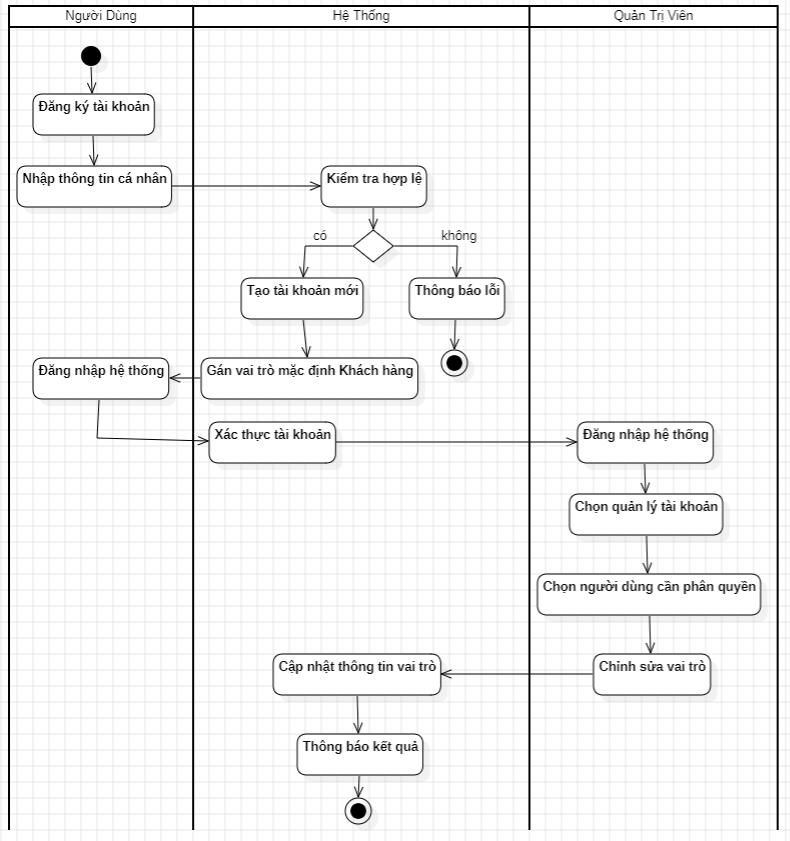 Người Dùng
Hệ Thống
Quản Trị Viên
Đăng ký tài khoản
Nhập thông tin cá nhân
Kiểm tra hợp lệ
có
không
Tạo tài khoản mới
Thông báo lỗi
Đăng nhập hệ thống
Gán vai trò mặc định Khách hàng
Xác thực tài khoản
Đăng nhập hệ thống
Chọn quản lý tài khoản
Chọn người dùng cần phân quyền
Cập nhật thông tin vai trò
Chỉnh sửa vai trò
Thông báo kết quả